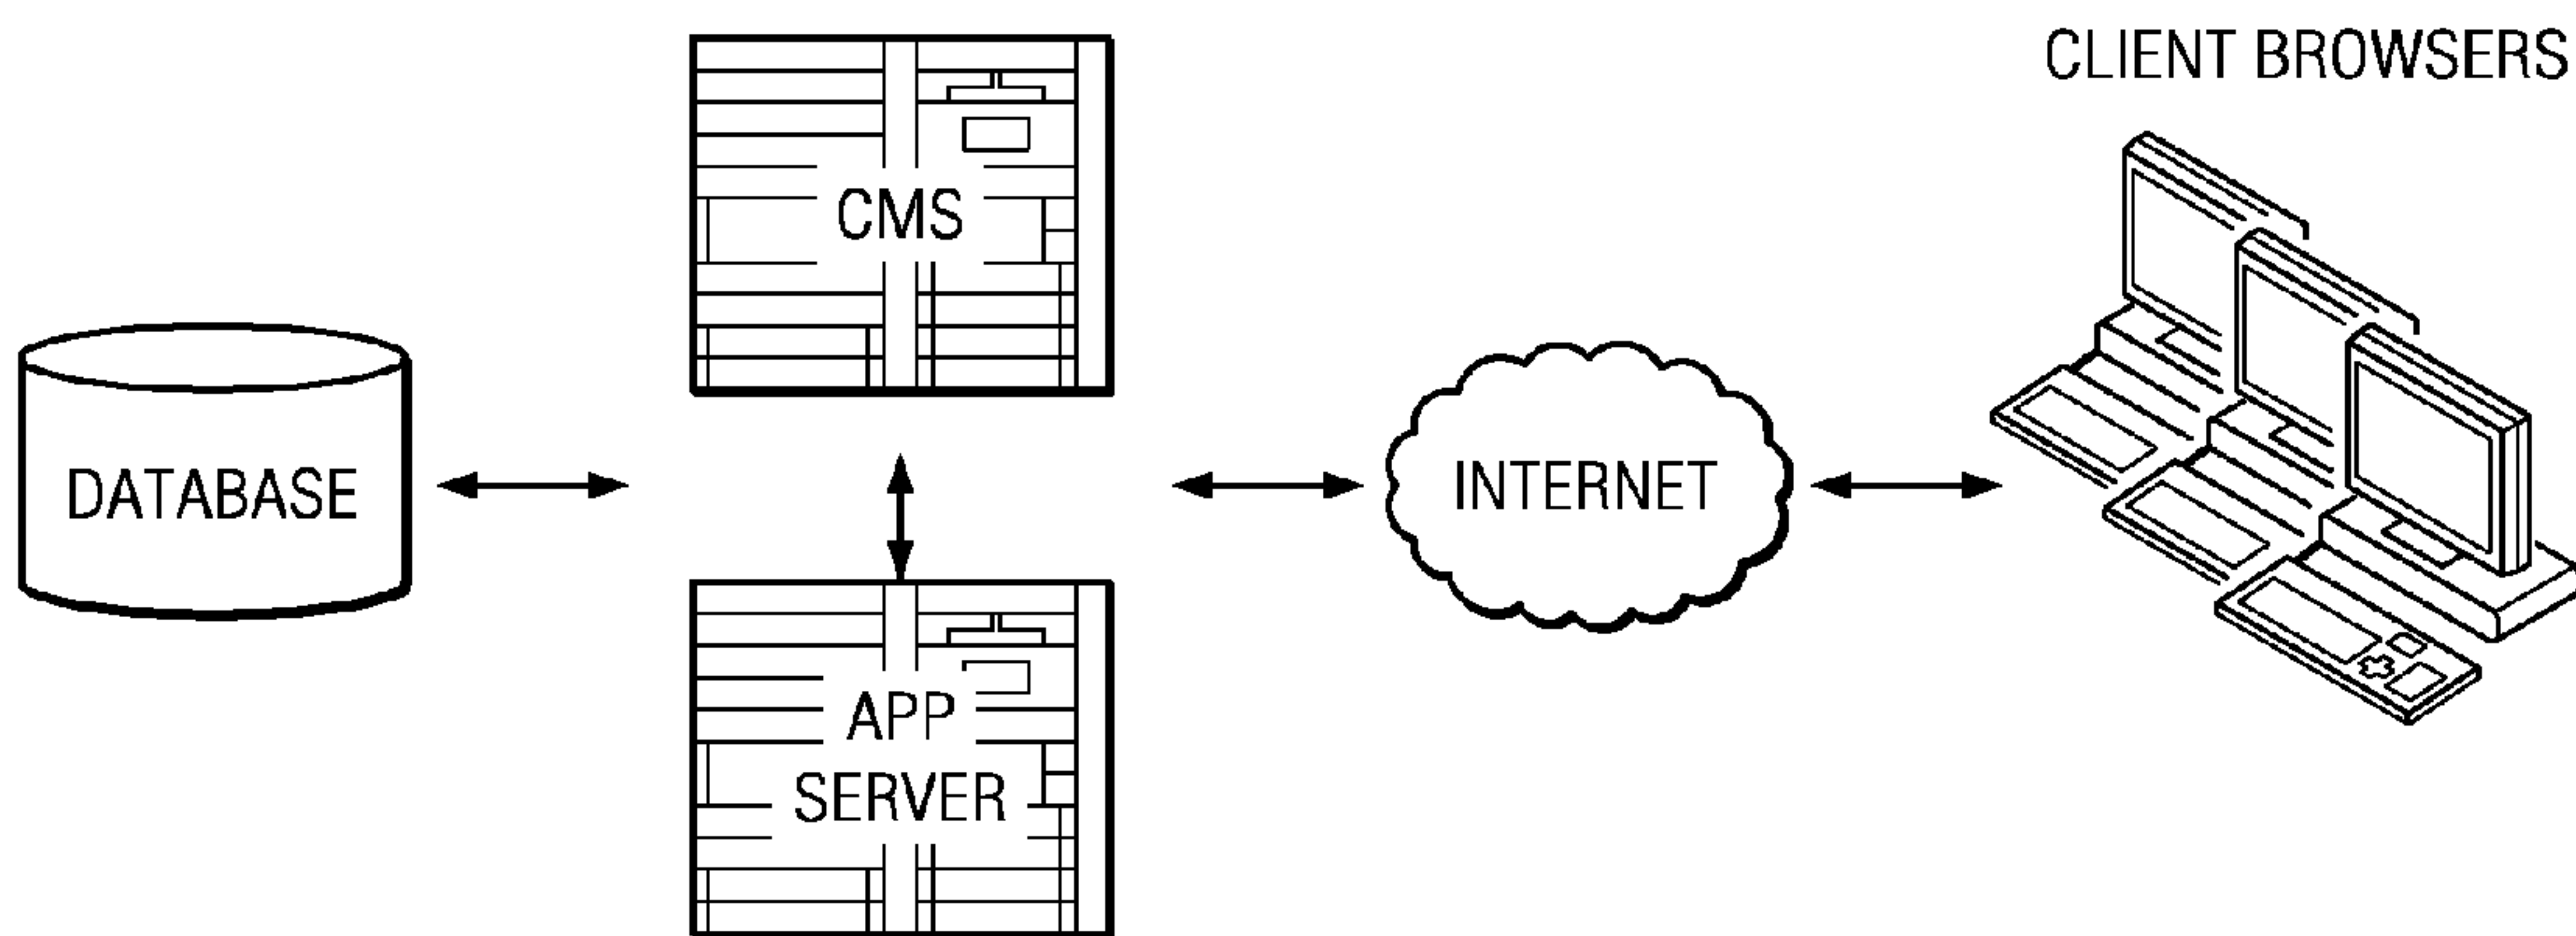 CLIENT BROWSERS
CMS
DATABASE
INTERNET
APP
SERVER